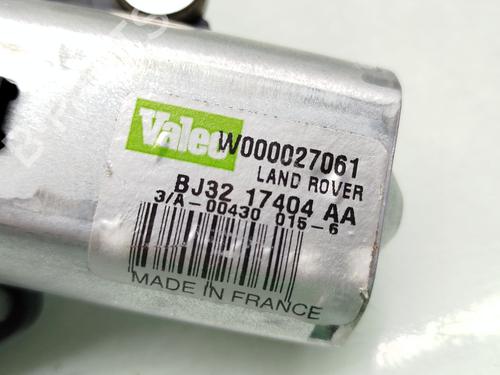 Valeo W000027061
LAND ROVER
BJ32 17404 AA
3/A-00430 015-6
MADE IN FRANCE